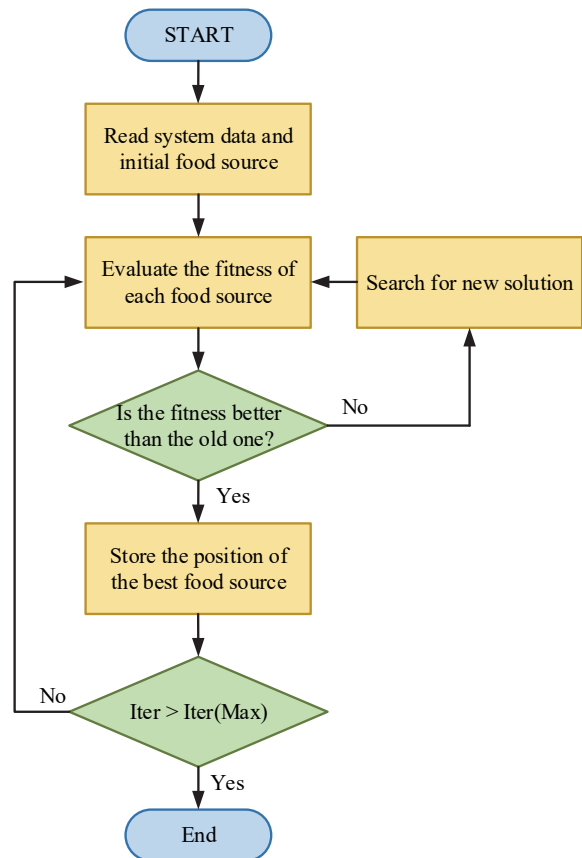 START
Read system data and
initial food source
Evaluate the fitness of
each food source
Search for new solution
Is the fitness better
than the old one?
No
Yes
Store the position of
the best food source
No
Iter > Iter(Max)
Yes
End